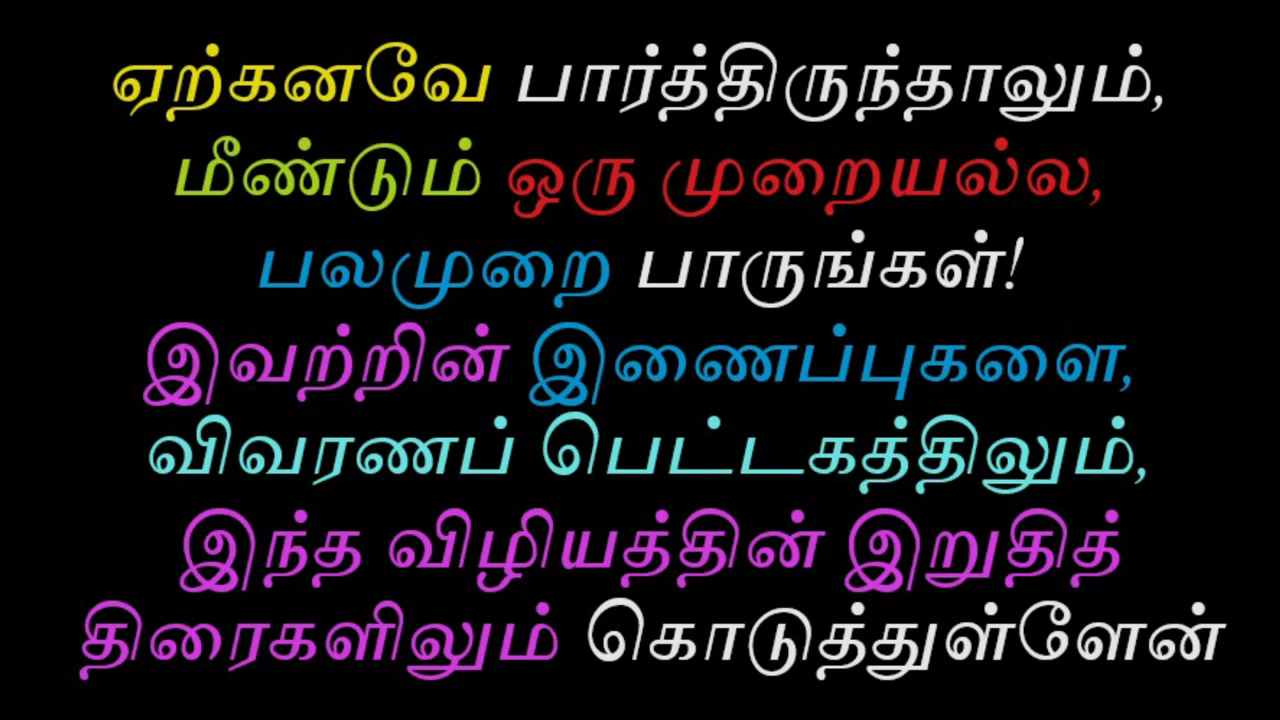 ஏற்கனவே பார்த்திருந்தாலும்,
மீண்டும் ஒரு முறையல்ல,
பலமுறை பாருங்கள்!
இவற்றின் இணைப்புகளை,
விவரணப் பெட்டகத்திலும்,
இந்த விழியத்தின் இறுதித்
திரைகளிலும் கொடுத்துள்ளேன்